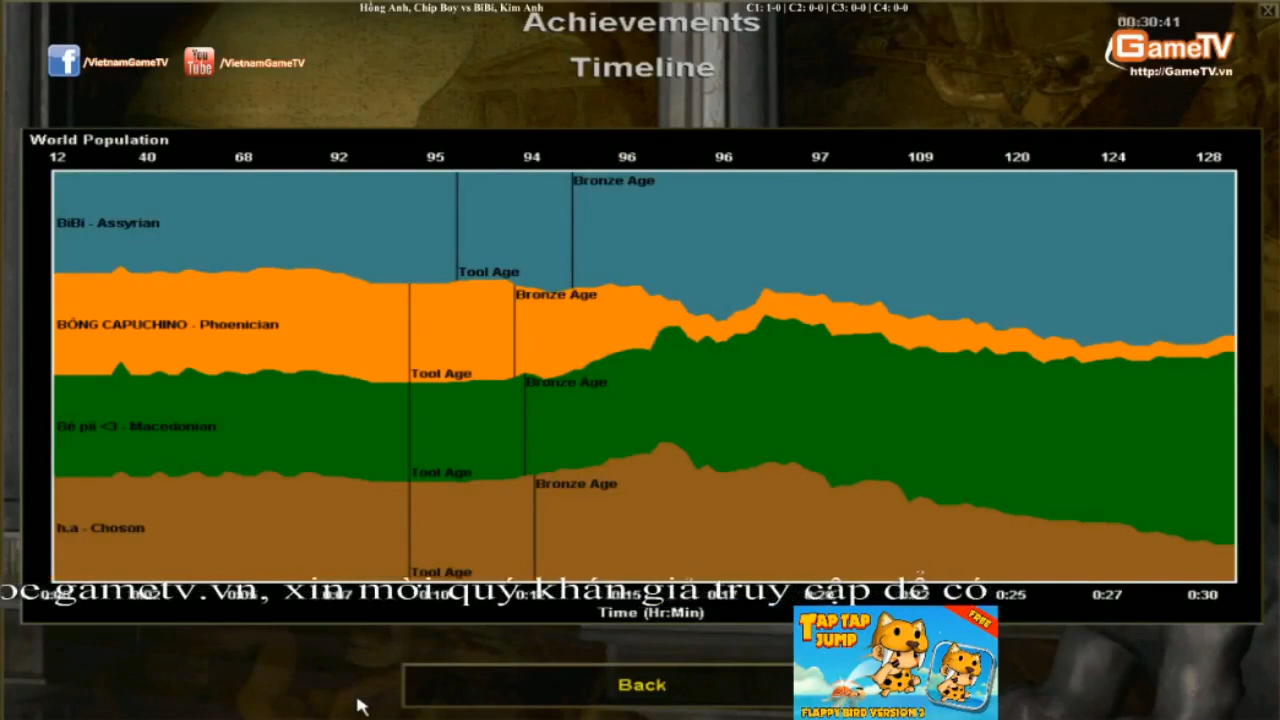 Hồng Anh, Chip Boy vs BiBi, Kim Anh
C1: 1-0 | C2: 0-0 | C3: 0-0 | C4: 0-0
Achievements
00:30:41
f /VietnamGameTV
You Tube /VietnamGameTV
GameTV
Timeline
http://GameTV.vn
World Population
12 40 68 92 95 94 96 96 97 109 120 124 128
Bronze Age
BiBi - Assyrian
Tool Age
Bronze Age
BÔNG CAPUCHINO - Phoenician
Tool Age
Bronze Age
Bé pii <3 - Macedonian
Tool Age
Bronze Age
h.a - Choson
Tool Age
oc.gametv.vn, xin mời quý khán giả truy cập để có
0:25 0:27 0:30
Time (Hr:Min)
TAP TAP
JUMP
FREE
FLAPPY BIRD VERSION 2
Back